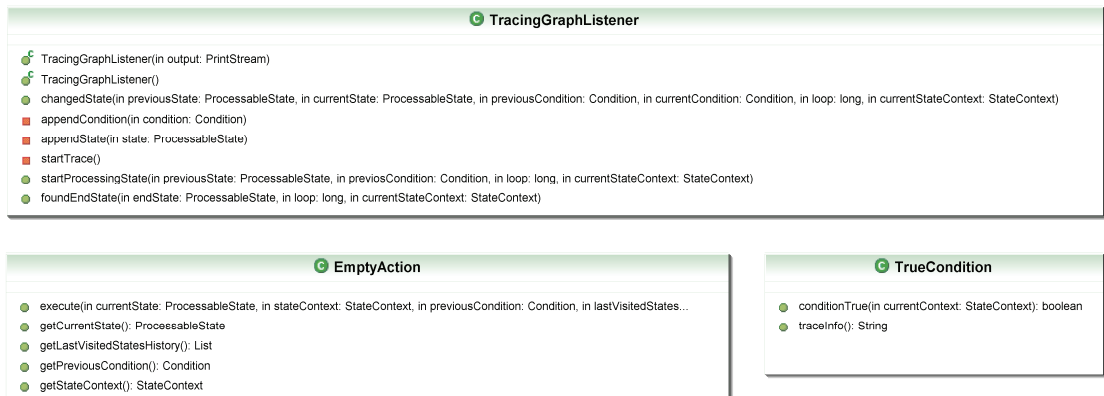 C TracingGraphListener
C TracingGraphListener(in output: PrintStream)
C TracingGraphListener()
changedState(in previousState: ProcessableState, in currentState: ProcessableState, in previousCondition: Condition, in currentCondition: Condition, in loop: long, in currentStateContext: StateContext)
appendCondition(in condition: Condition)
appendState(in state: ProcessableState)
startTrace()
startProcessingState(in previousState: ProcessableState, in previosCondition: Condition, in loop: long, in currentStateContext: StateContext)
foundEndState(in endState: ProcessableState, in loop: long, in currentStateContext: StateContext)
C EmptyAction
execute(in currentState: ProcessableState, in stateContext: StateContext, in previousCondition: Condition, in lastVisitedStates...
getCurrentState(): ProcessableState
getLastVisitedStatesHistory(): List
getPreviousCondition(): Condition
getStateContext(): StateContext
C TrueCondition
conditionTrue(in currentContext: StateContext): boolean
traceInfo(): String